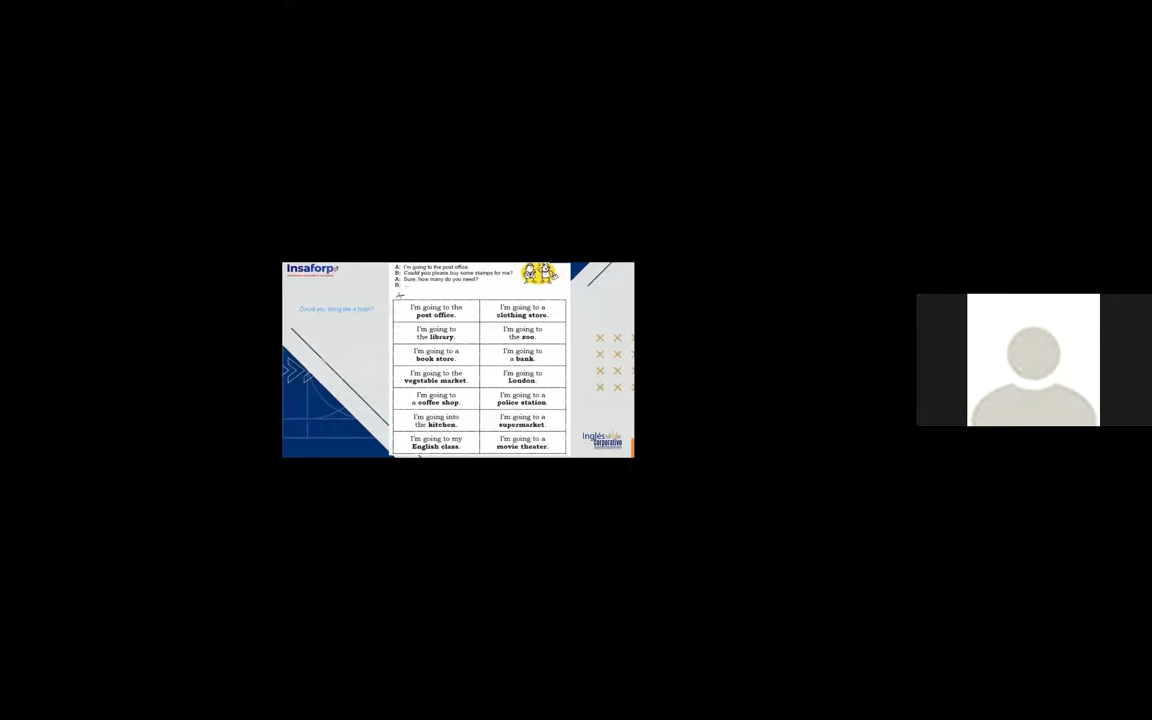 Insaforp
A: I'm going to the post office.
B: Could you please buy some stamps for me?
A: Sure, how many do you need?
B: ....
Could you bring me a
I'm going to the
post office.
I'm going to a
clothing store.
I'm going to
the library.
I'm going to
the zoo.
I'm going to a
book store.
I'm going to
a bank.
I'm going to the
vegetable market.
I'm going to
London.
I'm going to
a coffee shop.
I'm going to a
police station.
I'm going into
the kitchen.
I'm going to a
supermarket.
I'm going to my
English class.
I'm going to a
movie theater.
Inglés
Corporativo